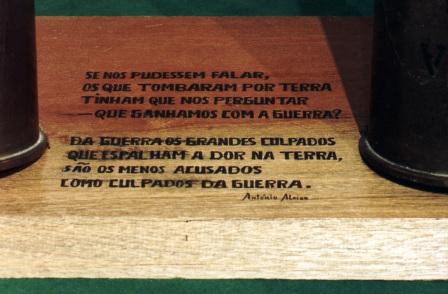 SE NOS PUDESSEM FALAR,
OS QUE TOMBARAM POR TERRA
TINHAM QUE NOS PERGUNTAR
— QUE GANHAMOS COM A GUERRA?
DA GUERRA OS GRANDES CULPADOS
QUE ESPALHAM A DOR NA TERRA,
SÃO OS MENOS ACUSADOS
COMO CULPADOS DA GUERRA.
António Aleixo